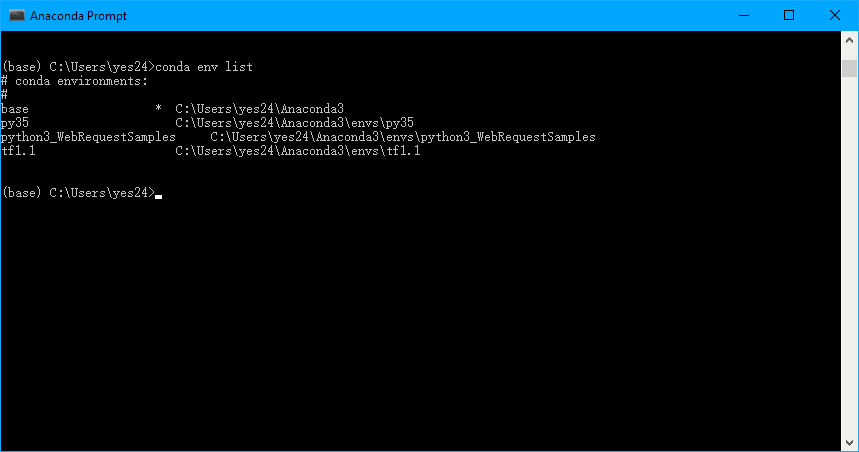 Anaconda Prompt
(base) C:\Users\yes24>conda env list
# conda environments:
#
base                  *  C:\Users\yes24\Anaconda3
py35                     C:\Users\yes24\Anaconda3\envs\py35
python3_WebRequestSamples     C:\Users\yes24\Anaconda3\envs\python3_WebRequestSamples
tf1.1                    C:\Users\yes24\Anaconda3\envs\tf1.1
(base) C:\Users\yes24>